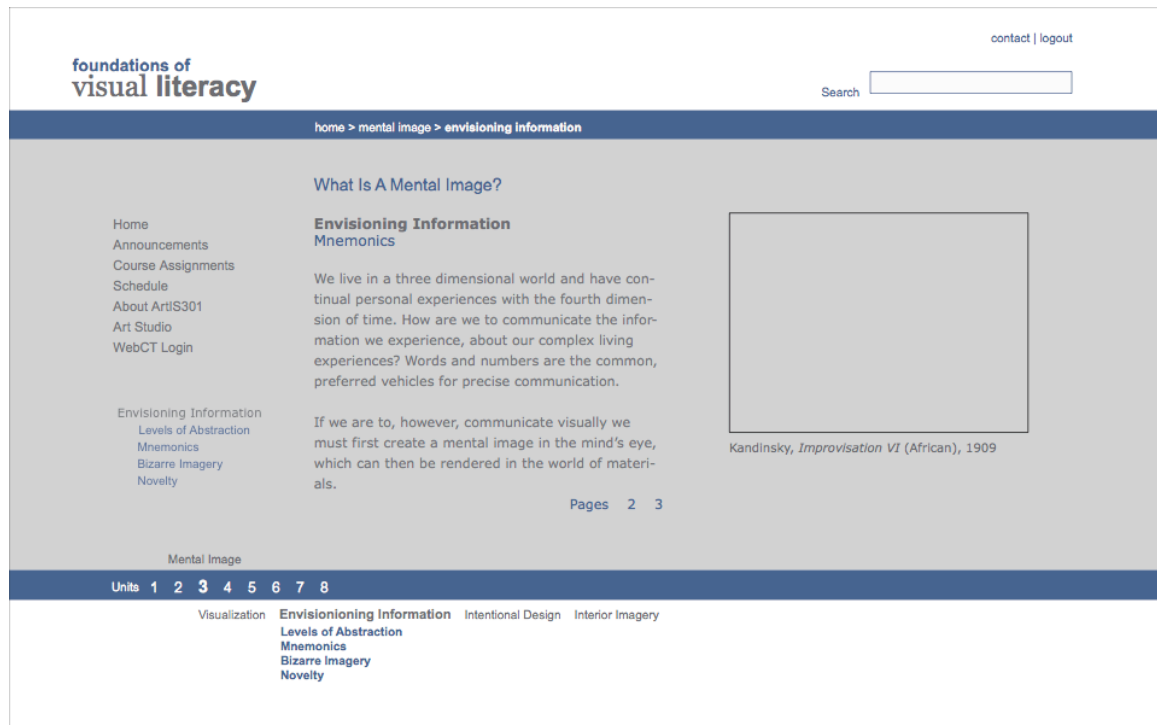 contact | logout
foundations of
visual literacy
Search
home > mental image > envisioning information
What Is A Mental Image?
Home
Announcements
Course Assignments
Schedule
About ArtIS301
Art Studio
WebCT Login
Envisioning Information
Levels of Abstraction
Mnemonics
Bizarre Imagery
Novelty
Envisioning Information
Mnemonics
We live in a three dimensional world and have con-
tinual personal experiences with the fourth dimen-
sion of time. How are we to communicate the infor-
mation we experience, about our complex living
experiences? Words and numbers are the common,
preferred vehicles for precise communication.
If we are to, however, communicate visually we
must first create a mental image in the mind's eye,
which can then be rendered in the world of materi-
als.
Pages 2 3
Kandinsky, Improvisation VI (African), 1909
Mental Image
Units 1 2 3 4 5 6 7 8
Visualization Envisionioning Information Intentional Design Interior Imagery
Levels of Abstraction
Mnemonics
Bizarre Imagery
Novelty